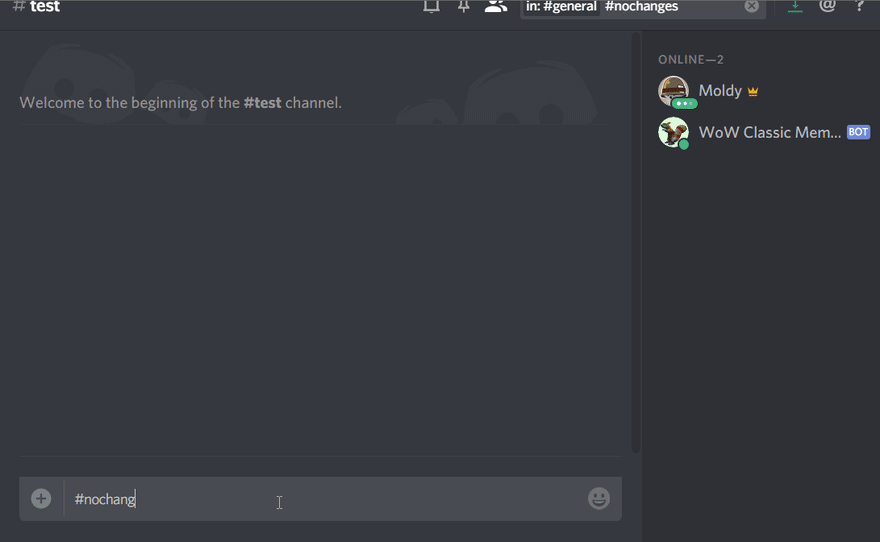 # test
in: #general #nochanges
@
?
ONLINE—2
Welcome to the beginning of the #test channel.
Moldy
WoW Classic Mem... BOT
#nochang